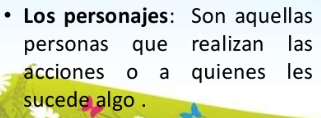 • Los personajes: Son aquellas
personas que realizan las
acciones o a quienes les
sucede algo .